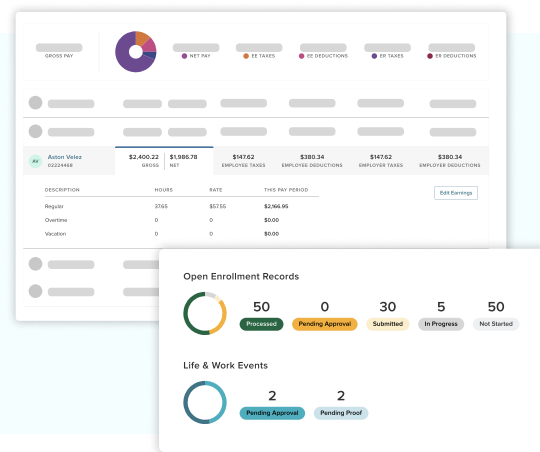 GROSS PAY
NET PAY
EE TAXES
EE DEDUCTIONS
ER TAXES
ER DEDUCTIONS
AV
Aston Velez
02234468
$2,400.22
GROSS
$1,986.78
NET
$147.62
EMPLOYEE TAXES
$380.34
EMPLOYEE DEDUCTIONS
$147.62
EMPLOYER TAXES
$380.34
EMPLOYER DEDUCTIONS
DESCRIPTION HOURS RATE THIS PAY PERIOD
Edit Earnings
Regular 37.65 $57.55 $2,166.95
Overtime 0 0 $0.00
Vacation 0 0 $0.00
Open Enrollment Records
50 0 30 5 50
Processed Pending Approval Submitted In Progress Not Started
Life & Work Events
2 2
Pending Approval Pending Proof